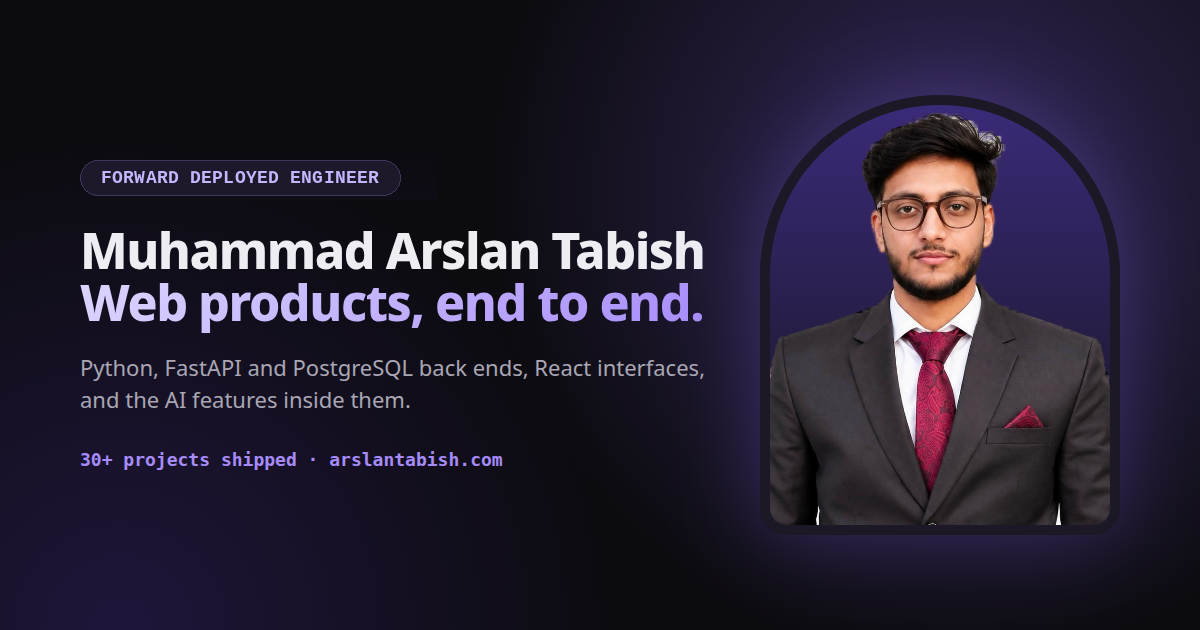 FORWARD DEPLOYED ENGINEER
Muhammad Arslan Tabish
Web products, end to end.
Python, FastAPI and PostgreSQL back ends, React interfaces,
and the AI features inside them.
30+ projects shipped · arslantabish.com